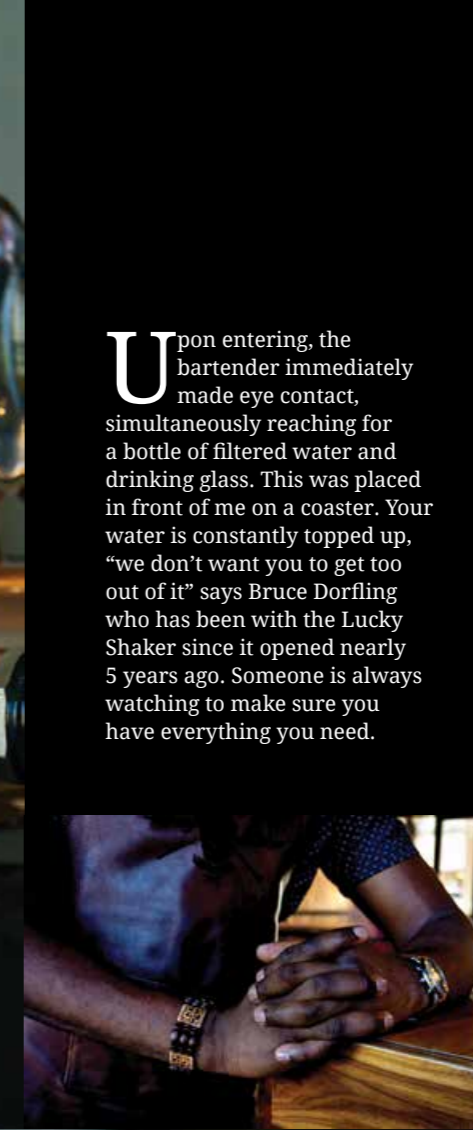 Upon entering, the
bartender immediately
made eye contact,
simultaneously reaching for
a bottle of filtered water and
drinking glass. This was placed
in front of me on a coaster. Your
water is constantly topped up,
“we don’t want you to get too
out of it” says Bruce Dorfling
who has been with the Lucky
Shaker since it opened nearly
5 years ago. Someone is always
watching to make sure you
have everything you need.